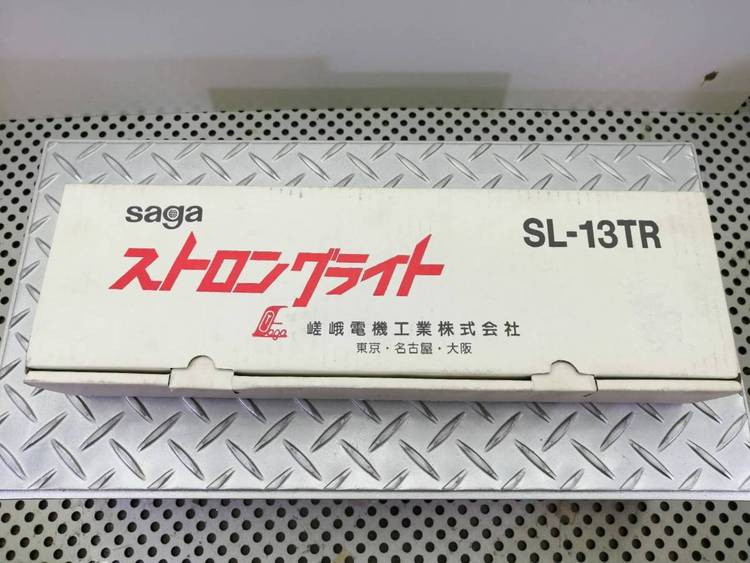 saga
SL-13TR
ストロングライト
Saga 嵯峨電機工業株式会社
東京・名古屋・大阪